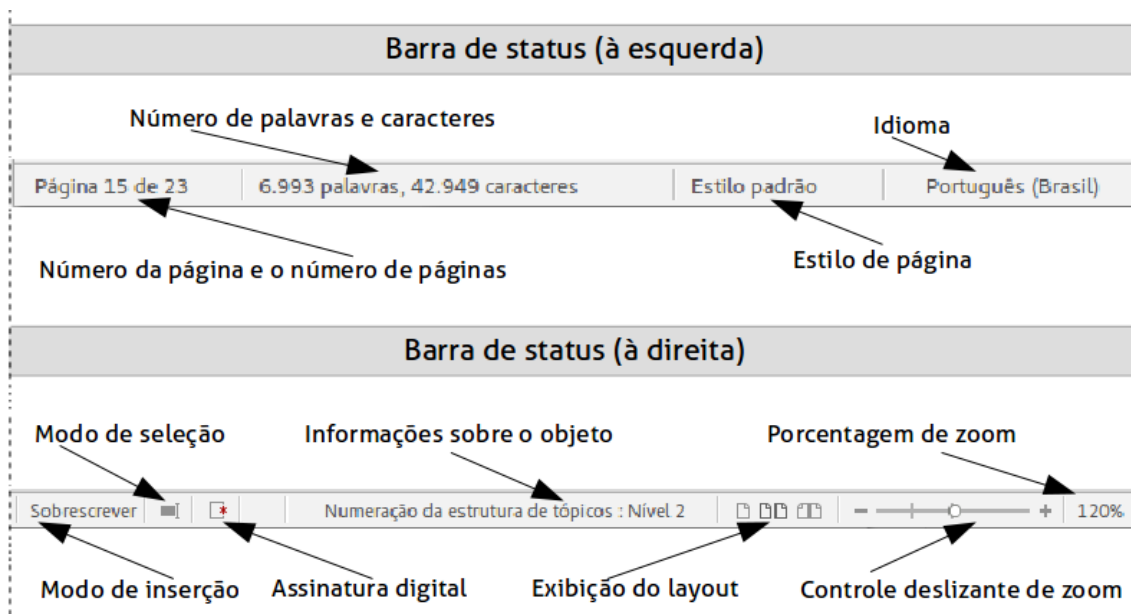 Barra de status (à esquerda)
Número de palavras e caracteres
Idioma
Página 15 de 23 6.993 palavras, 42.949 caracteres Estilo padrão Português (Brasil)
Número da página e o número de páginas
Estilo de página
Barra de status (à direita)
Modo de seleção Informações sobre o objeto Porcentagem de zoom
Sobrescrever Numeração da estrutura de tópicos : Nível 2 120%
Modo de inserção Assinatura digital Exibição do layout Controle deslizante de zoom